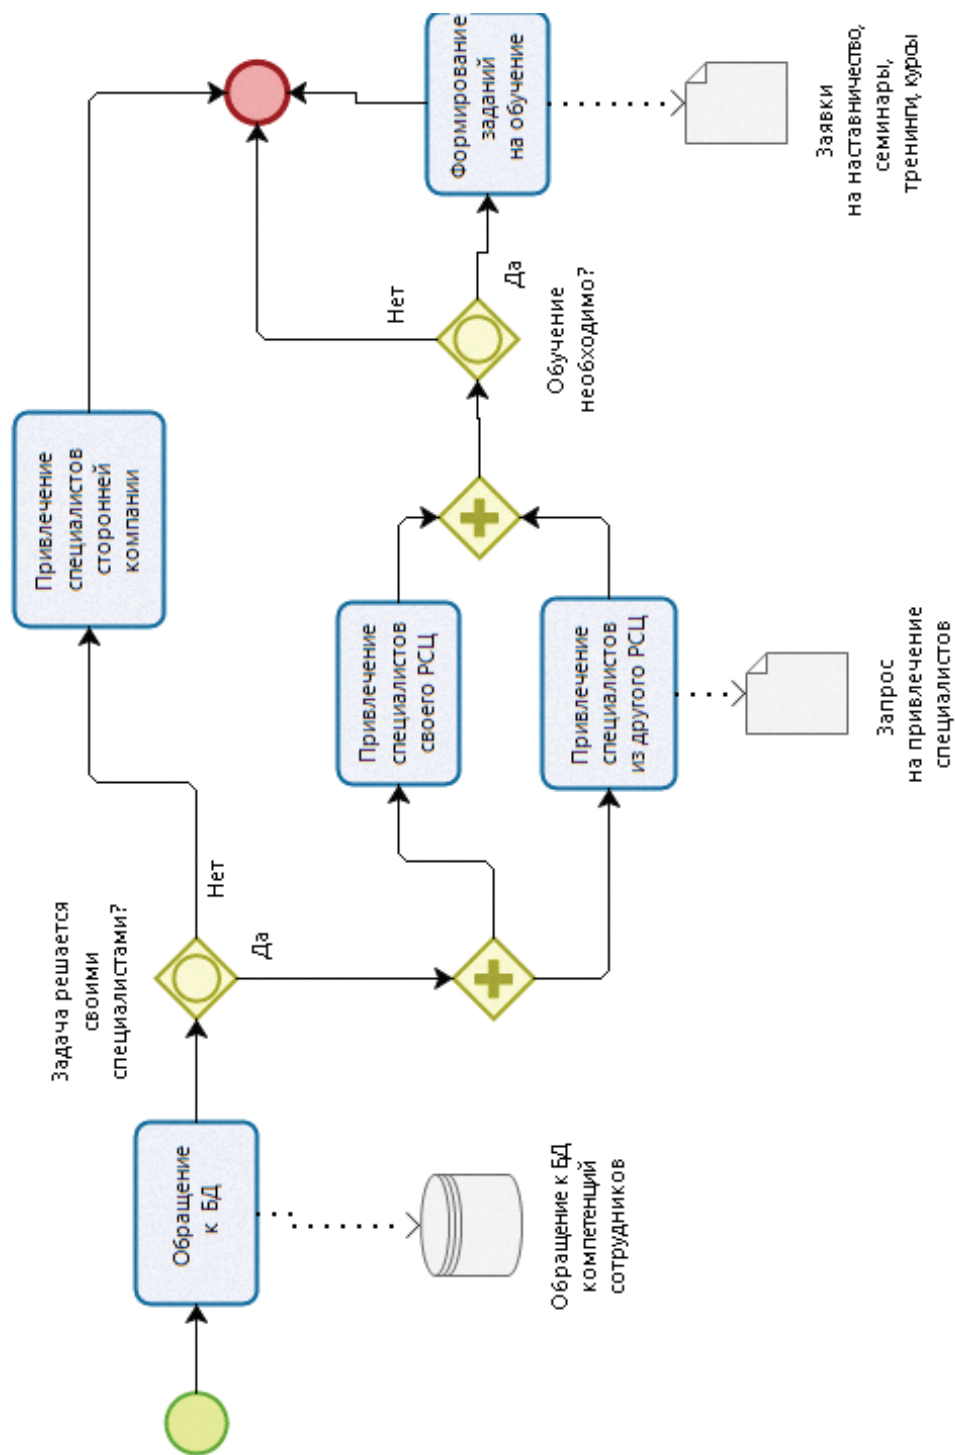 Обращение
к БД
Обращение к БД
компетенций
сотрудников
Задача решается
своими
специалистами?
Нет
Да
Привлечение
специалистов
сторонней
компании
Привлечение
специалистов
своего РСЦ
Привлечение
специалистов
из другого РСЦ
Запрос
на привлечение
специалистов
Обучение
необходимо?
Нет
Да
Формирование
заданий
на обучение
Заявки
на наставничество,
семинары,
тренинги, курсы